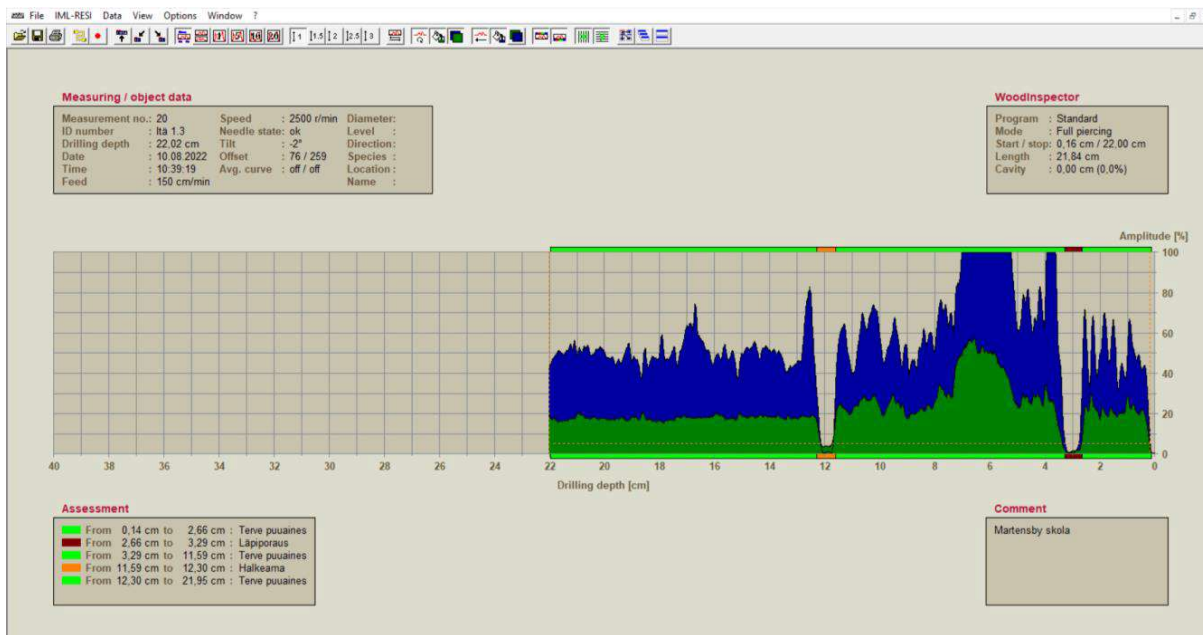 File IML-RESI Data View Options Window ?
1 1.5 2 2.5 3
Measuring / object data
Measurement no.: 20 Speed : 2500 r/min Diameter:
ID number : Ita 1.3 Needle state: ok Level :
Drilling depth : 22,02 cm Tilt : -2° Direction:
Date : 10.08.2022 Offset : 76 / 259 Species :
Time : 10:39:19 Avg. curve : off / off Location :
Feed : 150 cm/min Name :
WoodInspector
Program : Standard
Mode : Full piercing
Start / stop: 0,16 cm / 22,00 cm
Length : 21,84 cm
Cavity : 0,00 cm (0,0%)
Amplitude [%]
100
80
60
40
20
0
40 38 36 34 32 30 28 26 24 22 20 18 16 14 12 10 8 6 4 2 0
Drilling depth [cm]
Assessment
From 0,14 cm to 2,66 cm : Terve puuaines
From 2,66 cm to 3,29 cm : Läpiporaus
From 3,29 cm to 11,59 cm : Terve puuaines
From 11,59 cm to 12,30 cm : Halkeama
From 12,30 cm to 21,95 cm : Terve puuaines
Comment
Martensby skola